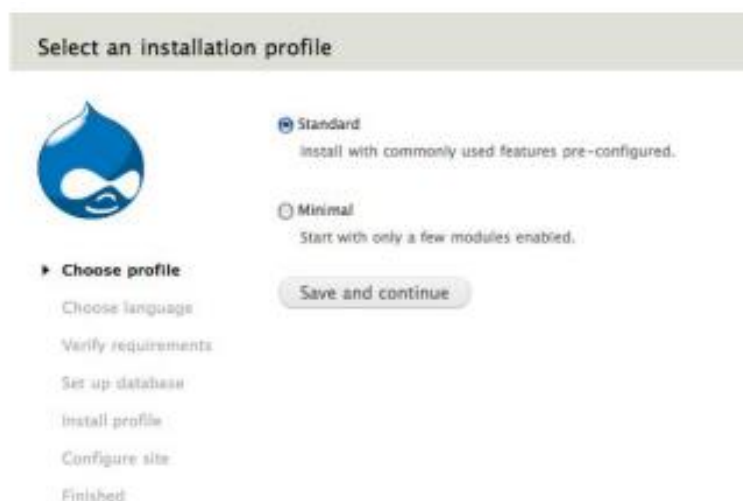 Select an installation profile
Standard
Install with commonly used features pre-configured.
Minimal
Start with only a few modules enabled.
Save and continue
Choose profile
Choose language
Verify requirements
Set up database
Install profile
Configure site
Finished